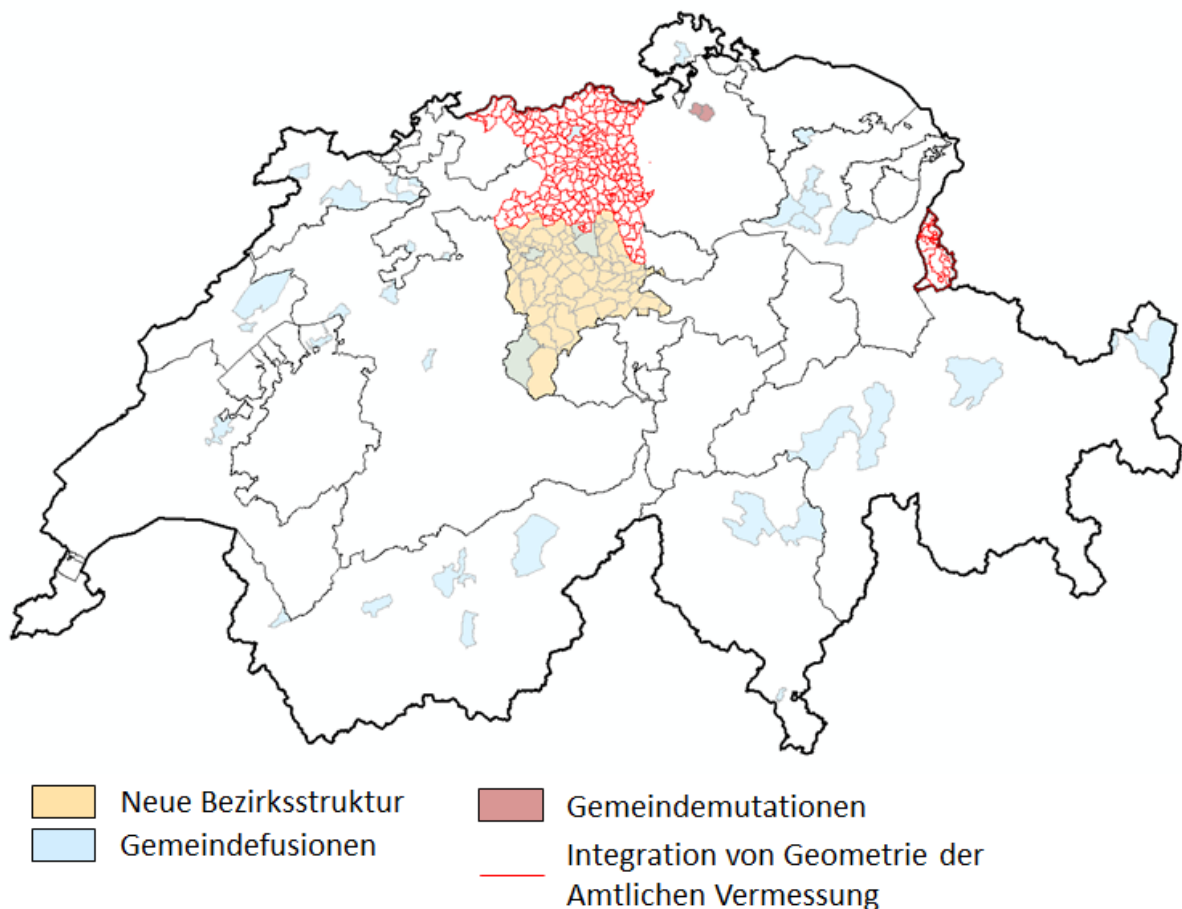 Neue Bezirksstruktur
Gemeindefusionen
Gemeindemutationen
Integration von Geometrie der
Amtlichen Vermessung